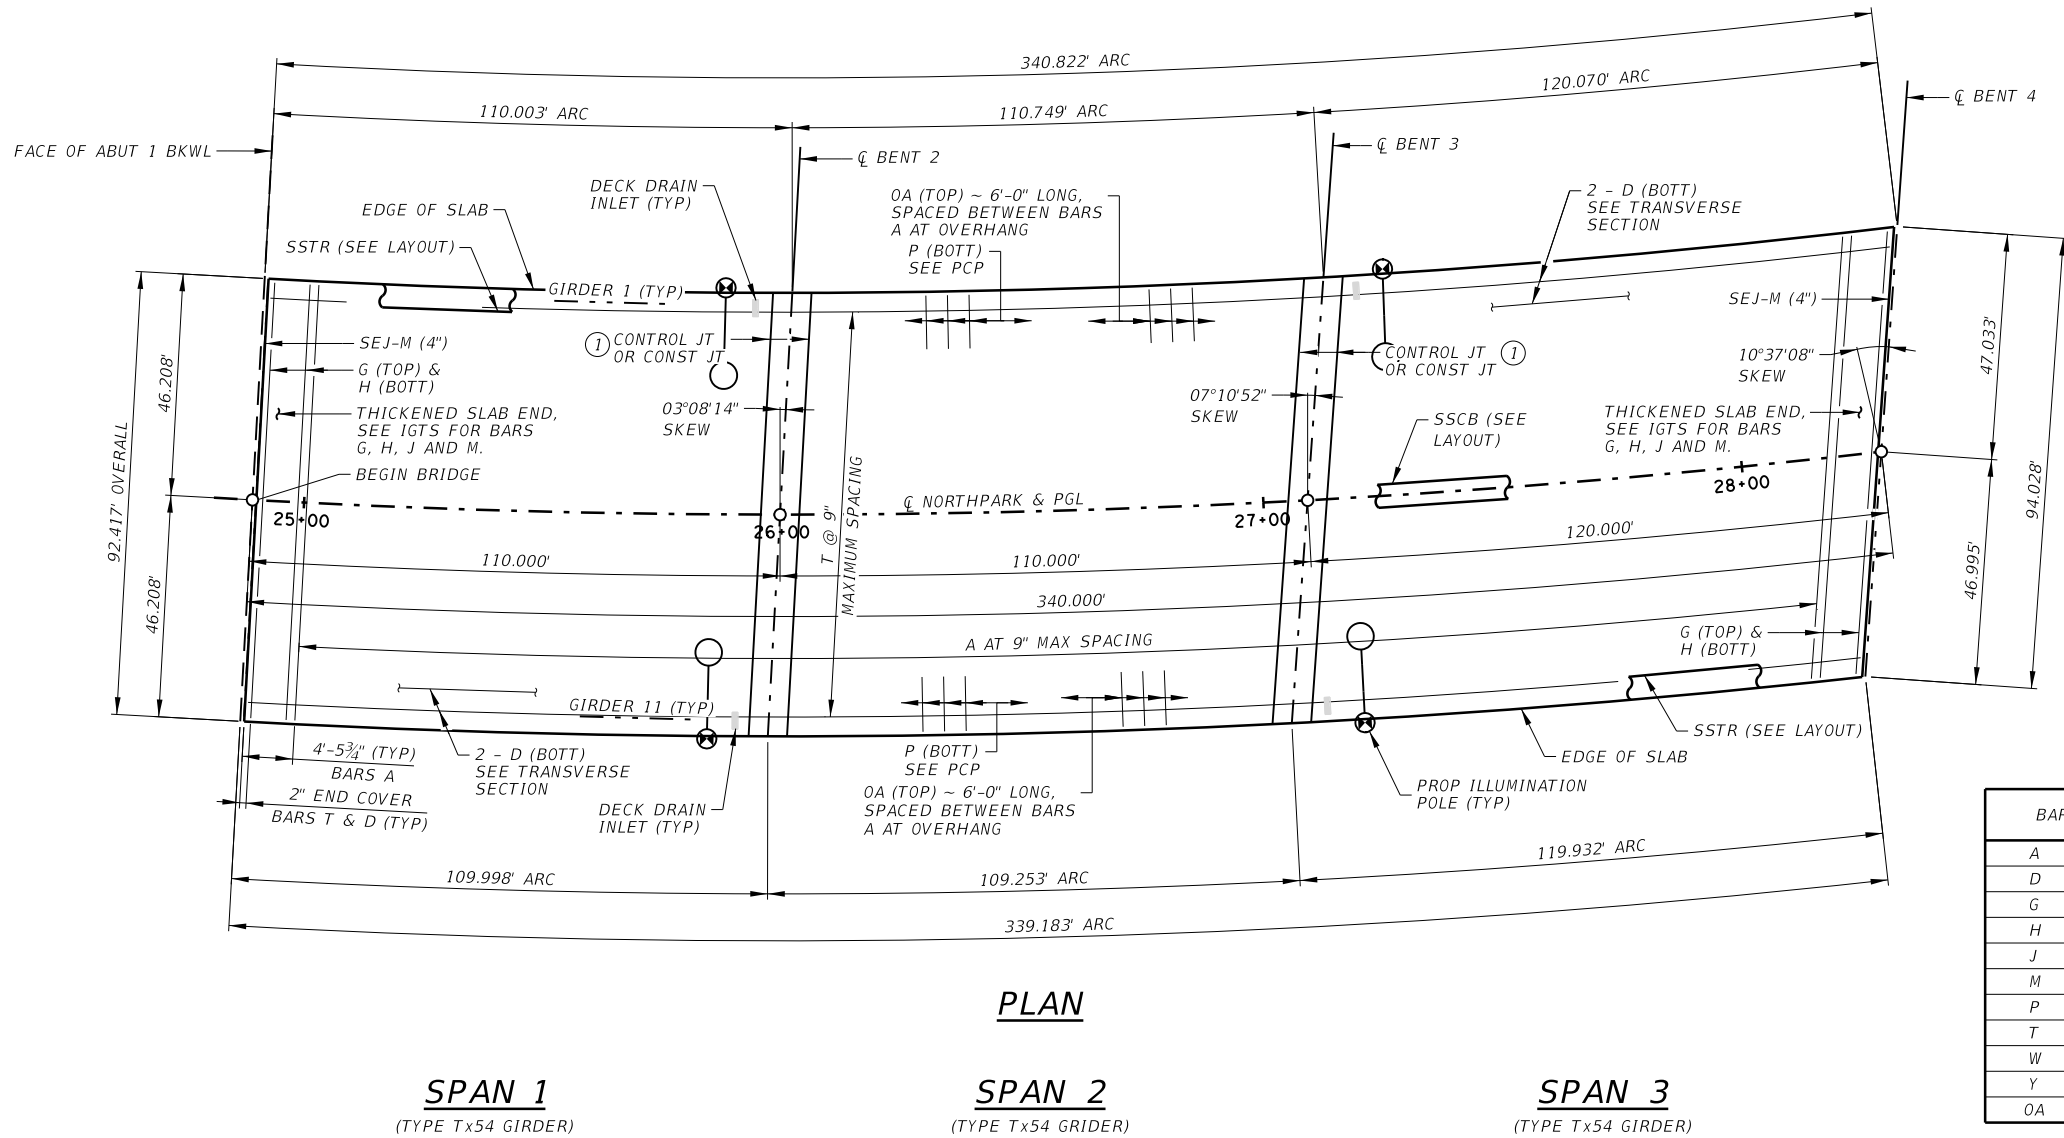 340.822' ARC
110.003' ARC
110.749' ARC
120.070' ARC
FACE OF ABUT 1 BKWL
℄ BENT 2
℄ BENT 3
℄ BENT 4
EDGE OF SLAB
SSTR (SEE LAYOUT)
DECK DRAIN
INLET (TYP)
OA (TOP) ~ 6'-0" LONG,
SPACED BETWEEN BARS
A AT OVERHANG
P (BOTT)
SEE PCP
2 - D (BOTT)
SEE TRANSVERSE
SECTION
GIRDER 1 (TYP)
SEJ-M (4")
G (TOP) &
H (BOTT)
THICKENED SLAB END,
SEE IGTS FOR BARS
G, H, J AND M.
BEGIN BRIDGE
1 CONTROL JT
OR CONST JT
03°08'14"
SKEW
CONTROL JT 1
OR CONST JT
07°10'52"
SKEW
SSCB (SEE
LAYOUT)
SEJ-M (4")
10°37'08"
SKEW
THICKENED SLAB END,
SEE IGTS FOR BARS
G, H, J AND M.
46.208'
92.417' OVERALL
46.208'
47.033'
94.028'
46.995'
T @ 9"
MAXIMUM SPACING
℄ NORTHPARK & PGL
25+00
26+00
27+00
28+00
110.000'
110.000'
120.000'
340.000'
A AT 9" MAX SPACING
G (TOP) &
H (BOTT)
GIRDER 11 (TYP)
4'-5¾" (TYP)
BARS A
2" END COVER
BARS T & D (TYP)
2 - D (BOTT)
SEE TRANSVERSE
SECTION
DECK DRAIN
INLET (TYP)
P (BOTT)
SEE PCP
OA (TOP) ~ 6'-0" LONG,
SPACED BETWEEN BARS
A AT OVERHANG
PROP ILLUMINATION
POLE (TYP)
EDGE OF SLAB
SSTR (SEE LAYOUT)
109.998' ARC
109.253' ARC
119.932' ARC
339.183' ARC
A
D
G
H
J
M
P
T
W
Y
OA
PLAN
SPAN 1
(TYPE Tx54 GIRDER)
SPAN 2
(TYPE Tx54 GRIDER)
SPAN 3
(TYPE Tx54 GIRDER)